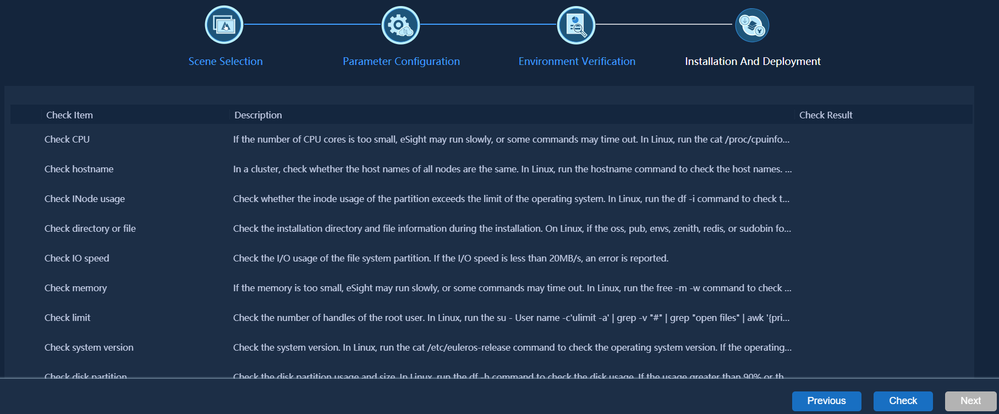 Scene Selection
Parameter Configuration
Environment Verification
Installation And Deployment
Check Item
Description
Check Result
Check CPU
If the number of CPU cores is too small, eSight may run slowly, or some commands may time out. In Linux, run the cat /proc/cpuinfo...
Check hostname
In a cluster, check whether the host names of all nodes are the same. In Linux, run the hostname command to check the host names. ...
Check INode usage
Check whether the inode usage of the partition exceeds the limit of the operating system. In Linux, run the df -i command to check t...
Check directory or file
Check the installation directory and file information during the installation. On Linux, if the oss, pub, envs, zenith, redis, or sudobin fo...
Check IO speed
Check the I/O usage of the file system partition. If the I/O speed is less than 20MB/s, an error is reported.
Check memory
If the memory is too small, eSight may run slowly, or some commands may time out. In Linux, run the free -m -w command to check ...
Check limit
Check the number of handles of the root user. In Linux, run the su - User name -c'ulimit -a' | grep -v "#" | grep "open files" | awk '{pri...
Check system version
Check the system version. In Linux, run the cat /etc/euleros-release command to check the operating system version. If the operating...
Check disk partition
Check the disk partition usage and size. In Linux, run the df -h command to check the disk usage. If the usage greater than 90% or th...
Previous
Check
Next